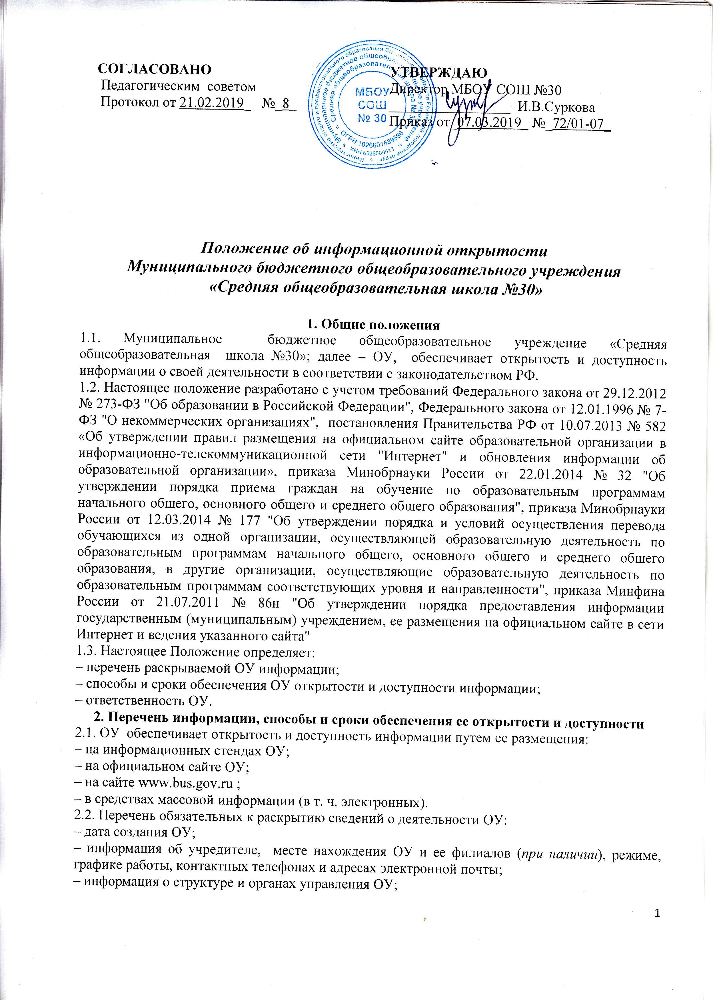 СОГЛАСОВАНО
Педагогическим советом
Протокол от 21.02.2019_ №_8_
УТВЕРЖДАЮ
Директор МБОУ СОШ №30
И.В.Суркова
Приказ от_07.03.2019_ №_72/01-07_
МБОУ
СОШ
№ 30
ОГРН 1026601689586
Положение об информационной открытости
Муниципального бюджетного общеобразовательного учреждения
«Средняя общеобразовательная школа №30»
1. Общие положения
1.1. Муниципальное бюджетное общеобразовательное учреждение «Средняя
общеобразовательная школа №30»; далее – ОУ, обеспечивает открытость и доступность
информации о своей деятельности в соответствии с законодательством РФ.
1.2. Настоящее положение разработано с учетом требований Федерального закона от 29.12.2012
№ 273-ФЗ "Об образовании в Российской Федерации", Федерального закона от 12.01.1996 № 7-
ФЗ "О некоммерческих организациях", постановления Правительства РФ от 10.07.2013 № 582
«Об утверждении правил размещения на официальном сайте образовательной организации в
информационно-телекоммуникационной сети "Интернет" и обновления информации об
образовательной организации», приказа Минобрнауки России от 22.01.2014 № 32 "Об
утверждении порядка приема граждан на обучение по образовательным программам
начального общего, основного общего и среднего общего образования", приказа Минобрнауки
России от 12.03.2014 № 177 "Об утверждении порядка и условий осуществления перевода
обучающихся из одной организации, осуществляющей образовательную деятельность по
образовательным программам начального общего, основного общего и среднего общего
образования, в другие организации, осуществляющие образовательную деятельность по
образовательным программам соответствующих уровня и направленности", приказа Минфина
России от 21.07.2011 № 86н "Об утверждении порядка предоставления информации
государственным (муниципальным) учреждением, ее размещения на официальном сайте в сети
Интернет и ведения указанного сайта"
1.3. Настоящее Положение определяет:
– перечень раскрываемой ОУ информации;
– способы и сроки обеспечения ОУ открытости и доступности информации;
– ответственность ОУ.
2. Перечень информации, способы и сроки обеспечения ее открытости и доступности
2.1. ОУ обеспечивает открытость и доступность информации путем ее размещения:
– на информационных стендах ОУ;
– на официальном сайте ОУ;
– на сайте www.bus.gov.ru ;
– в средствах массовой информации (в т. ч. электронных).
2.2. Перечень обязательных к раскрытию сведений о деятельности ОУ:
– дата создания ОУ;
– информация об учредителе, месте нахождения ОУ и ее филиалов (при наличии), режиме,
графике работы, контактных телефонах и адресах электронной почты;
– информация о структуре и органах управления ОУ;
1